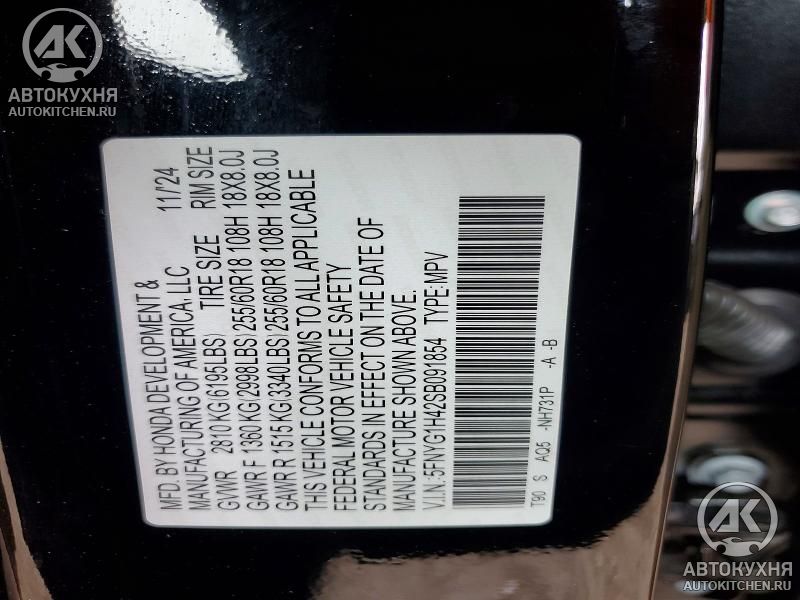 AK
АВТОКУХНЯ
AUTOKITCHEN.RU
MFD. BY HONDA DEVELOPMENT &
MANUFACTURING OF AMERICA, LLC 11/24
GVWR 2810 KG(6195LBS) TIRE SIZE RIM SIZE
GAWR F 1360 KG(2998LBS) 255/60R18 108H 18X8.0J
GAWR R 1515 KG(3340LBS) 255/60R18 108H 18X8.0J
THIS VEHICLE CONFORMS TO ALL APPLICABLE
FEDERAL MOTOR VEHICLE SAFETY
STANDARDS IN EFFECT ON THE DATE OF
MANUFACTURE SHOWN ABOVE.
V.I.N.:5FNYG1H42SB091854 TYPE:MPV
T90 S AQ5 -NH731P -A -B
AK
АВТОКУХНЯ
AUTOKITCHEN.RU